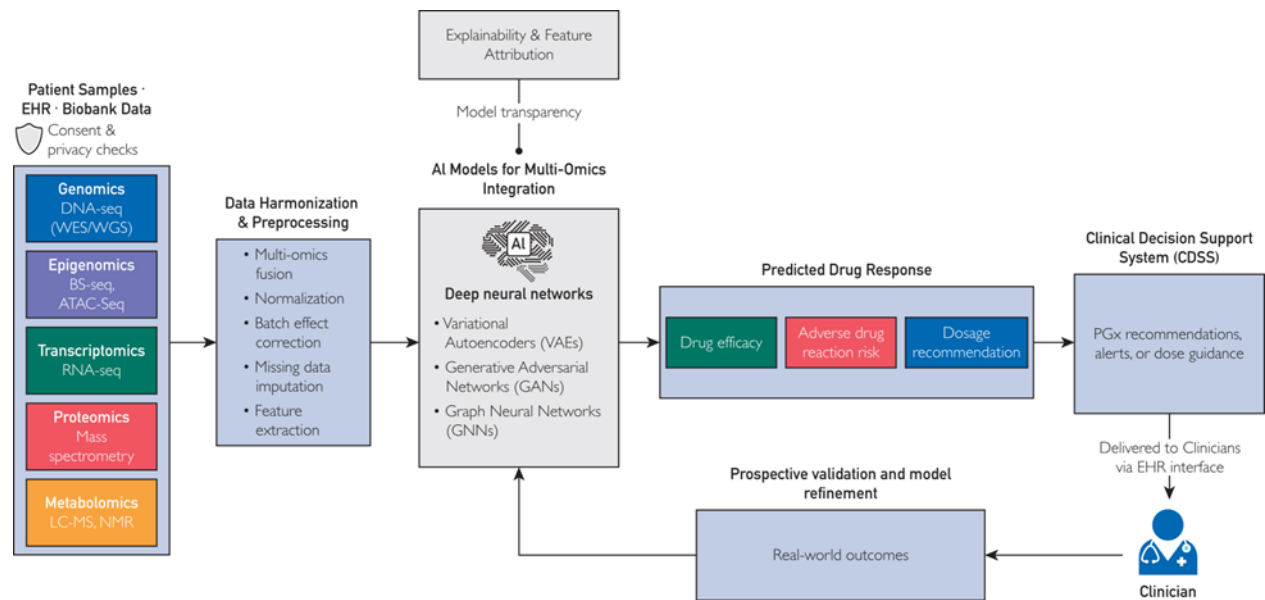 Explainability & Feature
Attribution
Model transparency
Patient Samples ·
EHR · Biobank Data
Consent &
privacy checks
Genomics
DNA-seq
(WES/WGS)
Epigenomics
BS-seq,
ATAC-Seq
Transcriptomics
RNA-seq
Proteomics
Mass
spectrometry
Metabolomics
LC-MS, NMR
Data Harmonization
& Preprocessing
• Multi-omics
fusion
• Normalization
• Batch effect
correction
• Missing data
imputation
• Feature
extraction
AI Models for Multi-Omics
Integration
AI
Deep neural networks
• Variational
Autoencoders (VAEs)
• Generative Adversarial
Networks (GANs)
• Graph Neural Networks
(GNNs)
Predicted Drug Response
Drug efficacy
Adverse drug
reaction risk
Dosage
recommendation
Clinical Decision Support
System (CDSS)
PGx recommendations,
alerts, or dose guidance
Delivered to Clinicians
via EHR interface
Clinician
Prospective validation and model
refinement
Real-world outcomes